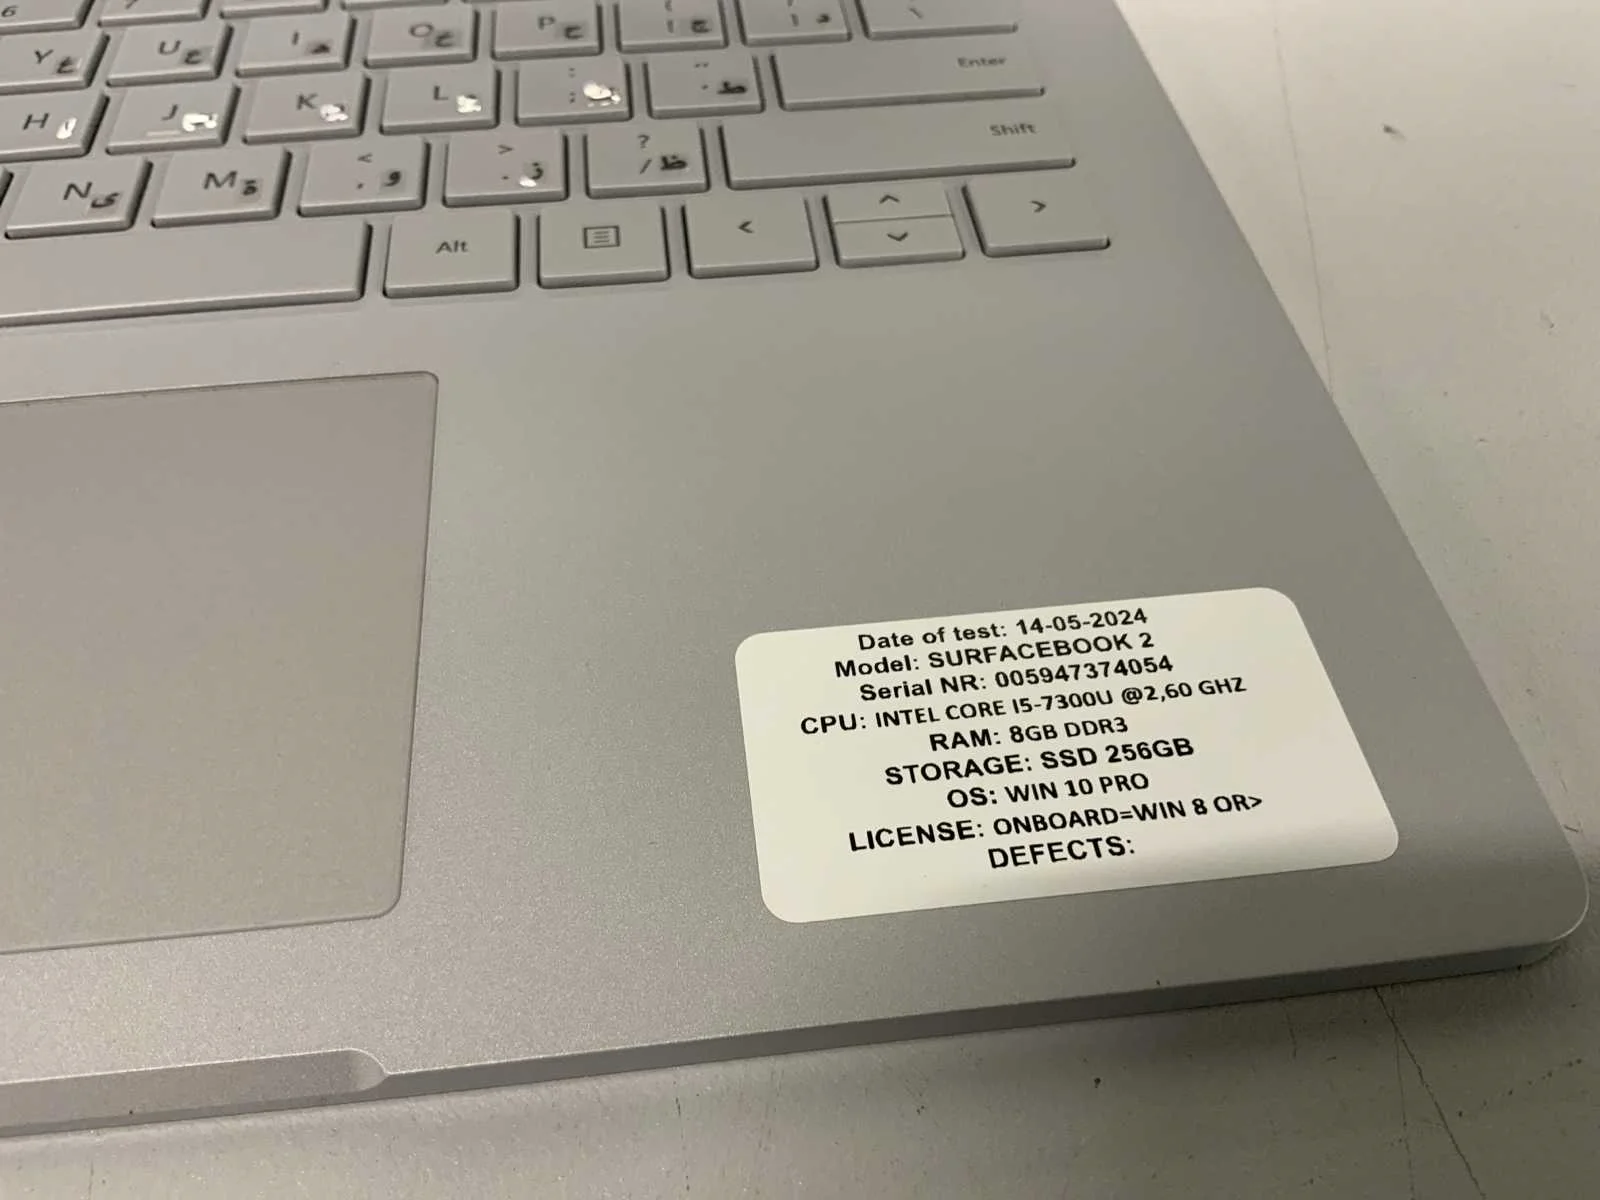 6
Y غ U ع I ه O خ P ح [ ج ] د \
H J K L : ; " ' ط Enter
N ى M ة < , و > . ز ? / ظ Shift
Alt < ^ v >
Date of test: 14-05-2024
Model: SURFACEBOOK 2
Serial NR: 005947374054
CPU: INTEL CORE I5-7300U @2,60 GHZ
RAM: 8GB DDR3
STORAGE: SSD 256GB
OS: WIN 10 PRO
LICENSE: ONBOARD=WIN 8 OR>
DEFECTS: